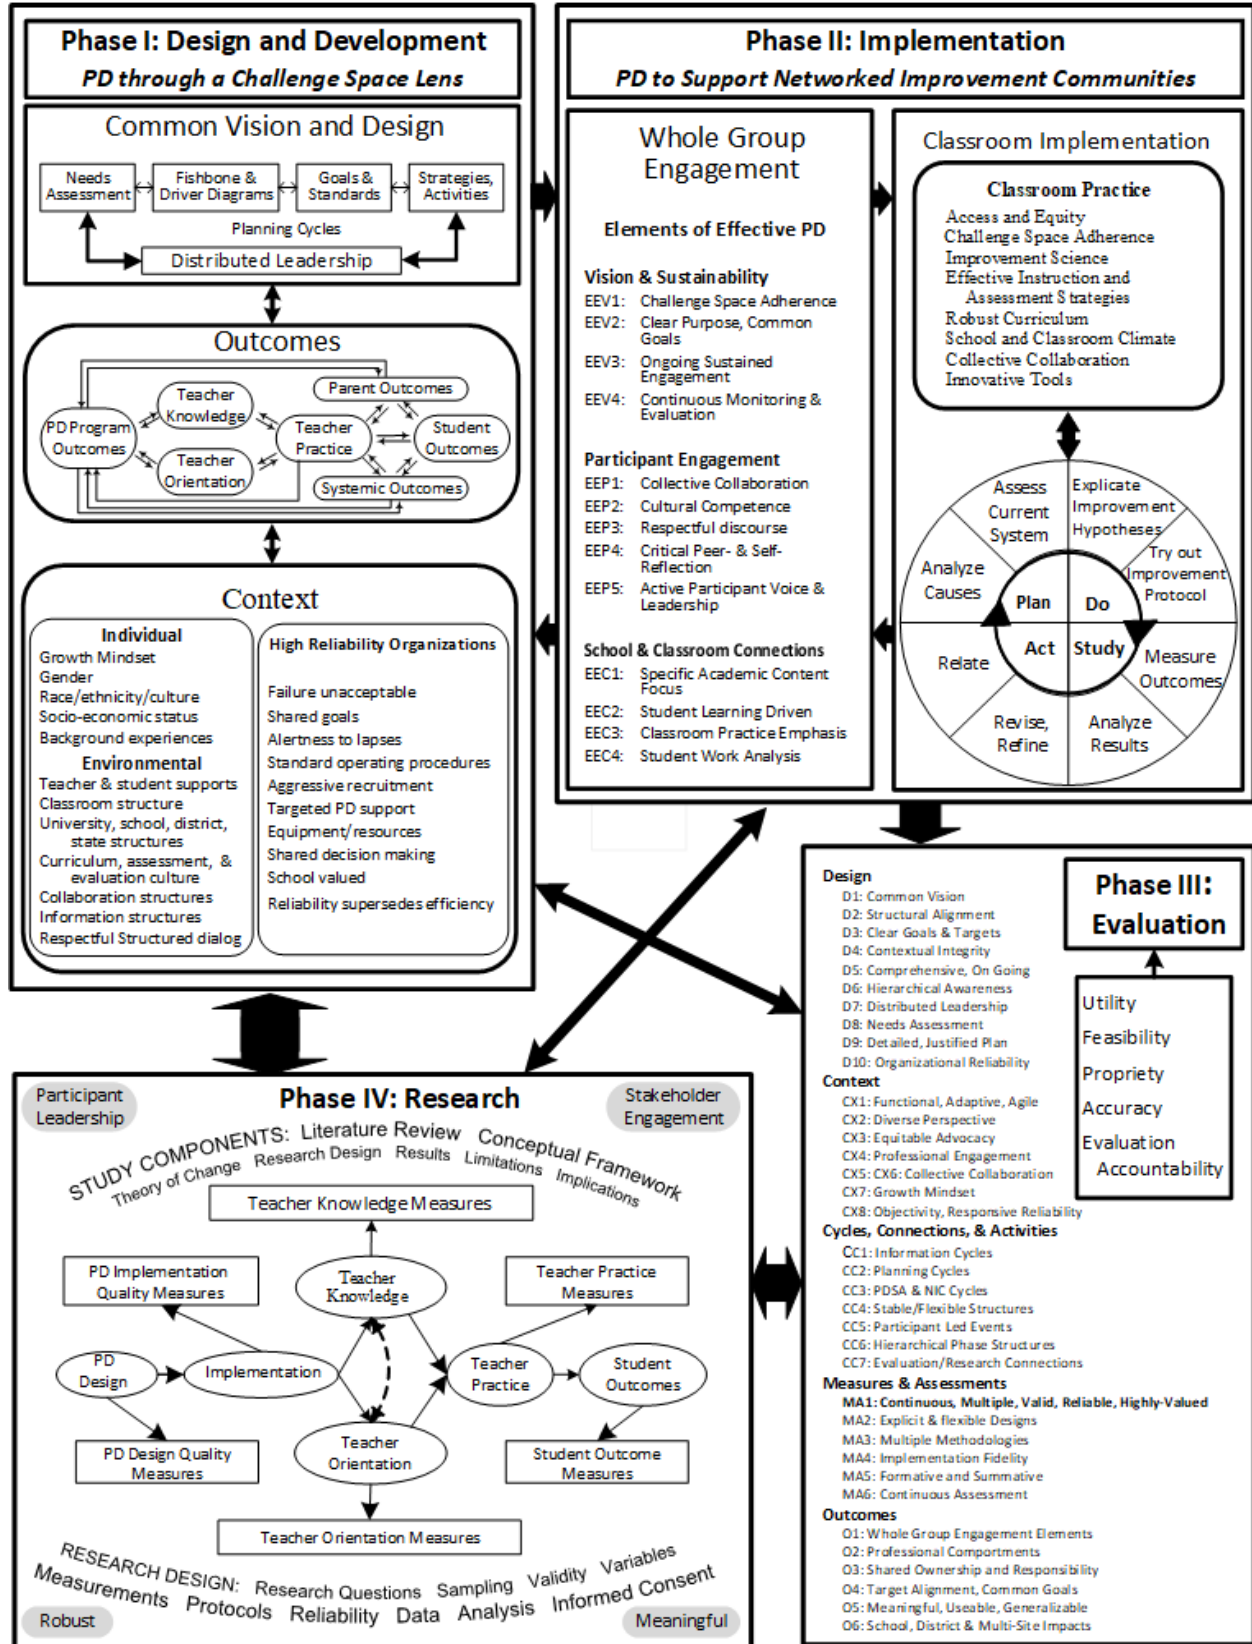 Phase I: Design and Development
PD through a Challenge Space Lens
Common Vision and Design
Needs
Assessment
Fishbone &
Driver Diagrams
Goals &
Standards
Strategies,
Activities
Planning Cycles
Distributed Leadership
Outcomes
Parent Outcomes
Teacher
Knowledge
PD Program
Outcomes
Teacher
Practice
Student
Outcomes
Teacher
Orientation
Systemic Outcomes
Context
Individual
Growth Mindset
Gender
Race/ethnicity/culture
Socio-economic status
Background experiences
Environmental
Teacher & student supports
Classroom structure
University, school, district,
state structures
Curriculum, assessment, &
evaluation culture
Collaboration structures
Information structures
Respectful Structured dialog
High Reliability Organizations
Failure unacceptable
Shared goals
Alertness to lapses
Standard operating procedures
Aggressive recruitment
Targeted PD support
Equipment/resources
Shared decision making
School valued
Reliability supersedes efficiency
Phase II: Implementation
PD to Support Networked Improvement Communities
Whole Group
Engagement
Elements of Effective PD
Vision & Sustainability
EEV1: Challenge Space Adherence
EEV2: Clear Purpose, Common
Goals
EEV3: Ongoing Sustained
Engagement
EEV4: Continuous Monitoring &
Evaluation
Participant Engagement
EEP1: Collective Collaboration
EEP2: Cultural Competence
EEP3: Respectful discourse
EEP4: Critical Peer- & Self-
Reflection
EEP5: Active Participant Voice &
Leadership
School & Classroom Connections
EEC1: Specific Academic Content
Focus
EEC2: Student Learning Driven
EEC3: Classroom Practice Emphasis
EEC4: Student Work Analysis
Classroom Implementation
Classroom Practice
Access and Equity
Challenge Space Adherence
Improvement Science
Effective Instruction and
Assessment Strategies
Robust Curriculum
School and Classroom Climate
Collective Collaboration
Innovative Tools
Assess
Current
System
Explicate
Improvement
Hypotheses
Try out
Improvement
Protocol
Measure
Outcomes
Analyze
Results
Revise,
Refine
Relate
Analyze
Causes
Plan
Do
Act
Study
Phase III:
Evaluation
Utility
Feasibility
Propriety
Accuracy
Evaluation
Accountability
Design
D1: Common Vision
D2: Structural Alignment
D3: Clear Goals & Targets
D4: Contextual Integrity
D5: Comprehensive, On Going
D6: Hierarchical Awareness
D7: Distributed Leadership
D8: Needs Assessment
D9: Detailed, Justified Plan
D10: Organizational Reliability
Context
CX1: Functional, Adaptive, Agile
CX2: Diverse Perspective
CX3: Equitable Advocacy
CX4: Professional Engagement
CX5: CX6: Collective Collaboration
CX7: Growth Mindset
CX8: Objectivity, Responsive Reliability
Cycles, Connections, & Activities
CC1: Information Cycles
CC2: Planning Cycles
CC3: PDSA & NIC Cycles
CC4: Stable/Flexible Structures
CC5: Participant Led Events
CC6: Hierarchical Phase Structures
CC7: Evaluation/Research Connections
Measures & Assessments
MA1: Continuous, Multiple, Valid, Reliable, Highly-Valued
MA2: Explicit & flexible Designs
MA3: Multiple Methodologies
MA4: Implementation Fidelity
MA5: Formative and Summative
MA6: Continuous Assessment
Outcomes
O1: Whole Group Engagement Elements
O2: Professional Comportments
O3: Shared Ownership and Responsibility
O4: Target Alignment, Common Goals
O5: Meaningful, Useable, Generalizable
O6: School, District & Multi-Site Impacts
Participant
Leadership
Phase IV: Research
Stakeholder
Engagement
STUDY COMPONENTS: Literature Review Conceptual Framework
Theory of Change Research Design Results Limitations Implications
Teacher Knowledge Measures
PD Implementation
Quality Measures
Teacher
Knowledge
Teacher Practice
Measures
PD
Design
Implementation
Teacher
Practice
Student
Outcomes
PD Design Quality
Measures
Teacher
Orientation
Student Outcome
Measures
Teacher Orientation Measures
RESEARCH DESIGN: Research Questions Sampling Validity Variables
Measurements Protocols Reliability Data Analysis Informed Consent
Robust
Meaningful